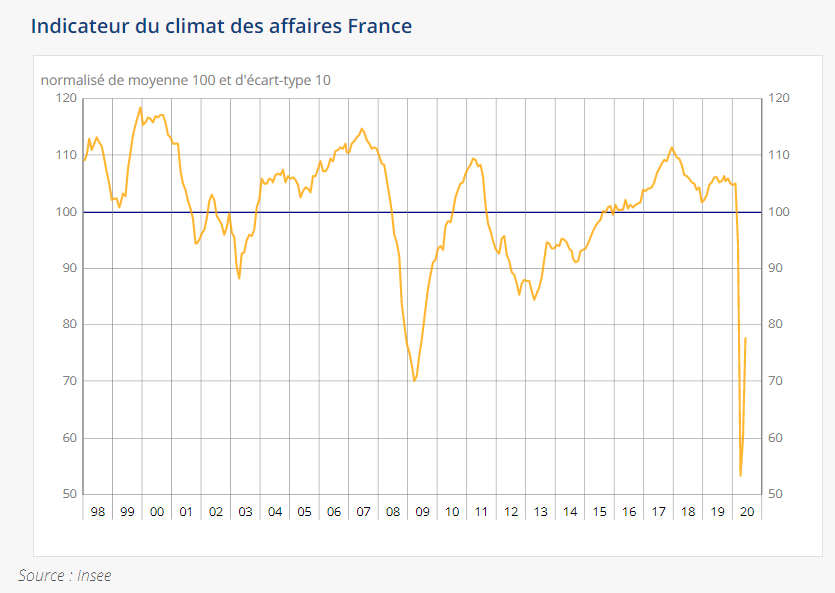 Indicateur du climat des affaires France
normalisé de moyenne 100 et d'écart-type 10
120 120
110 110
100 100
90 90
80 80
70 70
60 60
50 50
98 99 00 01 02 03 04 05 06 07 08 09 10 11 12 13 14 15 16 17 18 19 20
Source : Insee